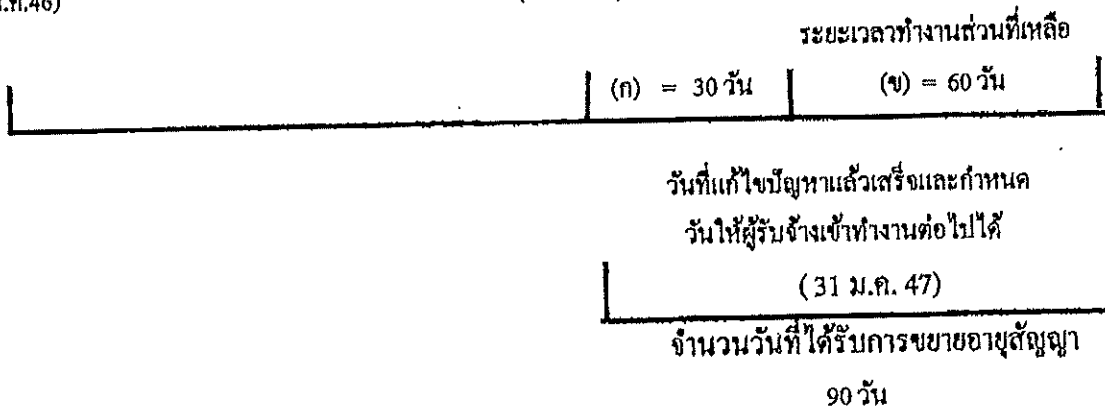 ระยะเวลาทำงานส่วนที่เหลือ
(ก) = 30 วัน (ข) = 60 วัน
วันที่แก้ไขปัญหาแล้วเสร็จและกำหนด
วันให้ผู้รับจ้างเข้าทำงานต่อไปได้
(31 ม.ค. 47)
จำนวนวันที่ได้รับการขยายอายุสัญญา
90 วัน